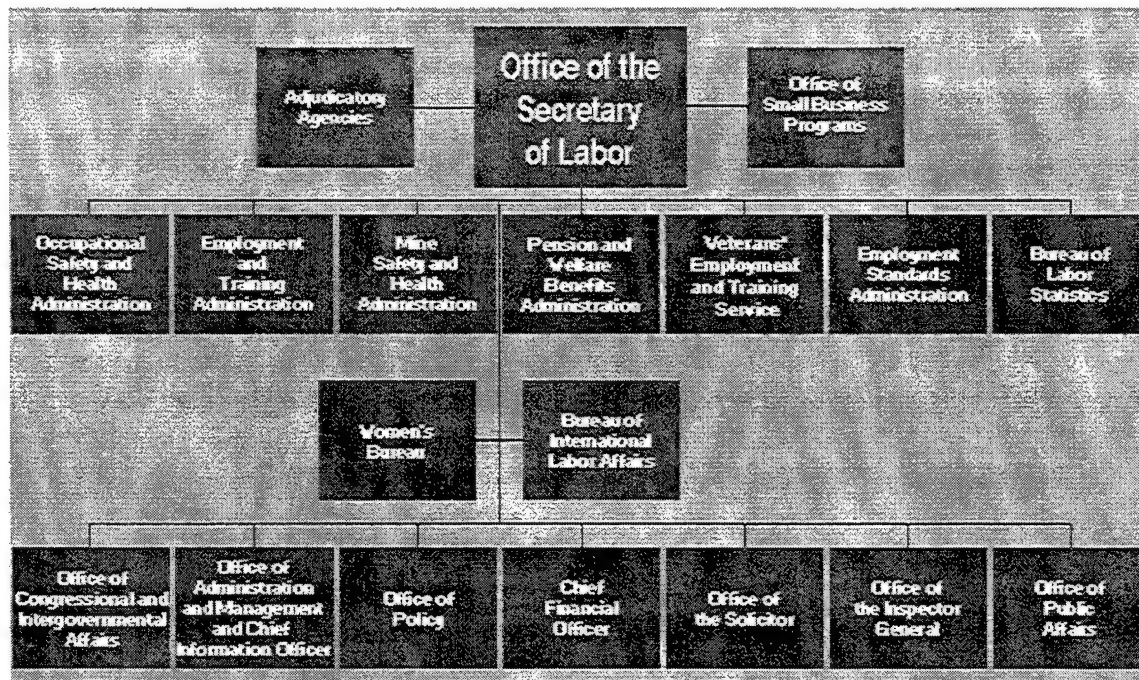 Office of the
Secretary
of Labor
Adjudicatory
Agencies
Office of
Small Business
Programs
Occupational
Safety and
Health
Administration
Employment
and
Training
Administration
Mine
Safety and
Health
Administration
Pension and
Welfare
Benefits
Administration
Veterans'
Employment
and Training
Service
Employment
Standards
Administration
Bureau of
Labor
Statistics
Women's
Bureau
Bureau of
International
Labor Affairs
Office of
Congressional and
Intergovernmental
Affairs
Office of
Administration
and Management
and Chief
Information Officer
Office of
Policy
Chief
Financial
Officer
Office of
the Solicitor
Office of
the Inspector
General
Office of
Public
Affairs